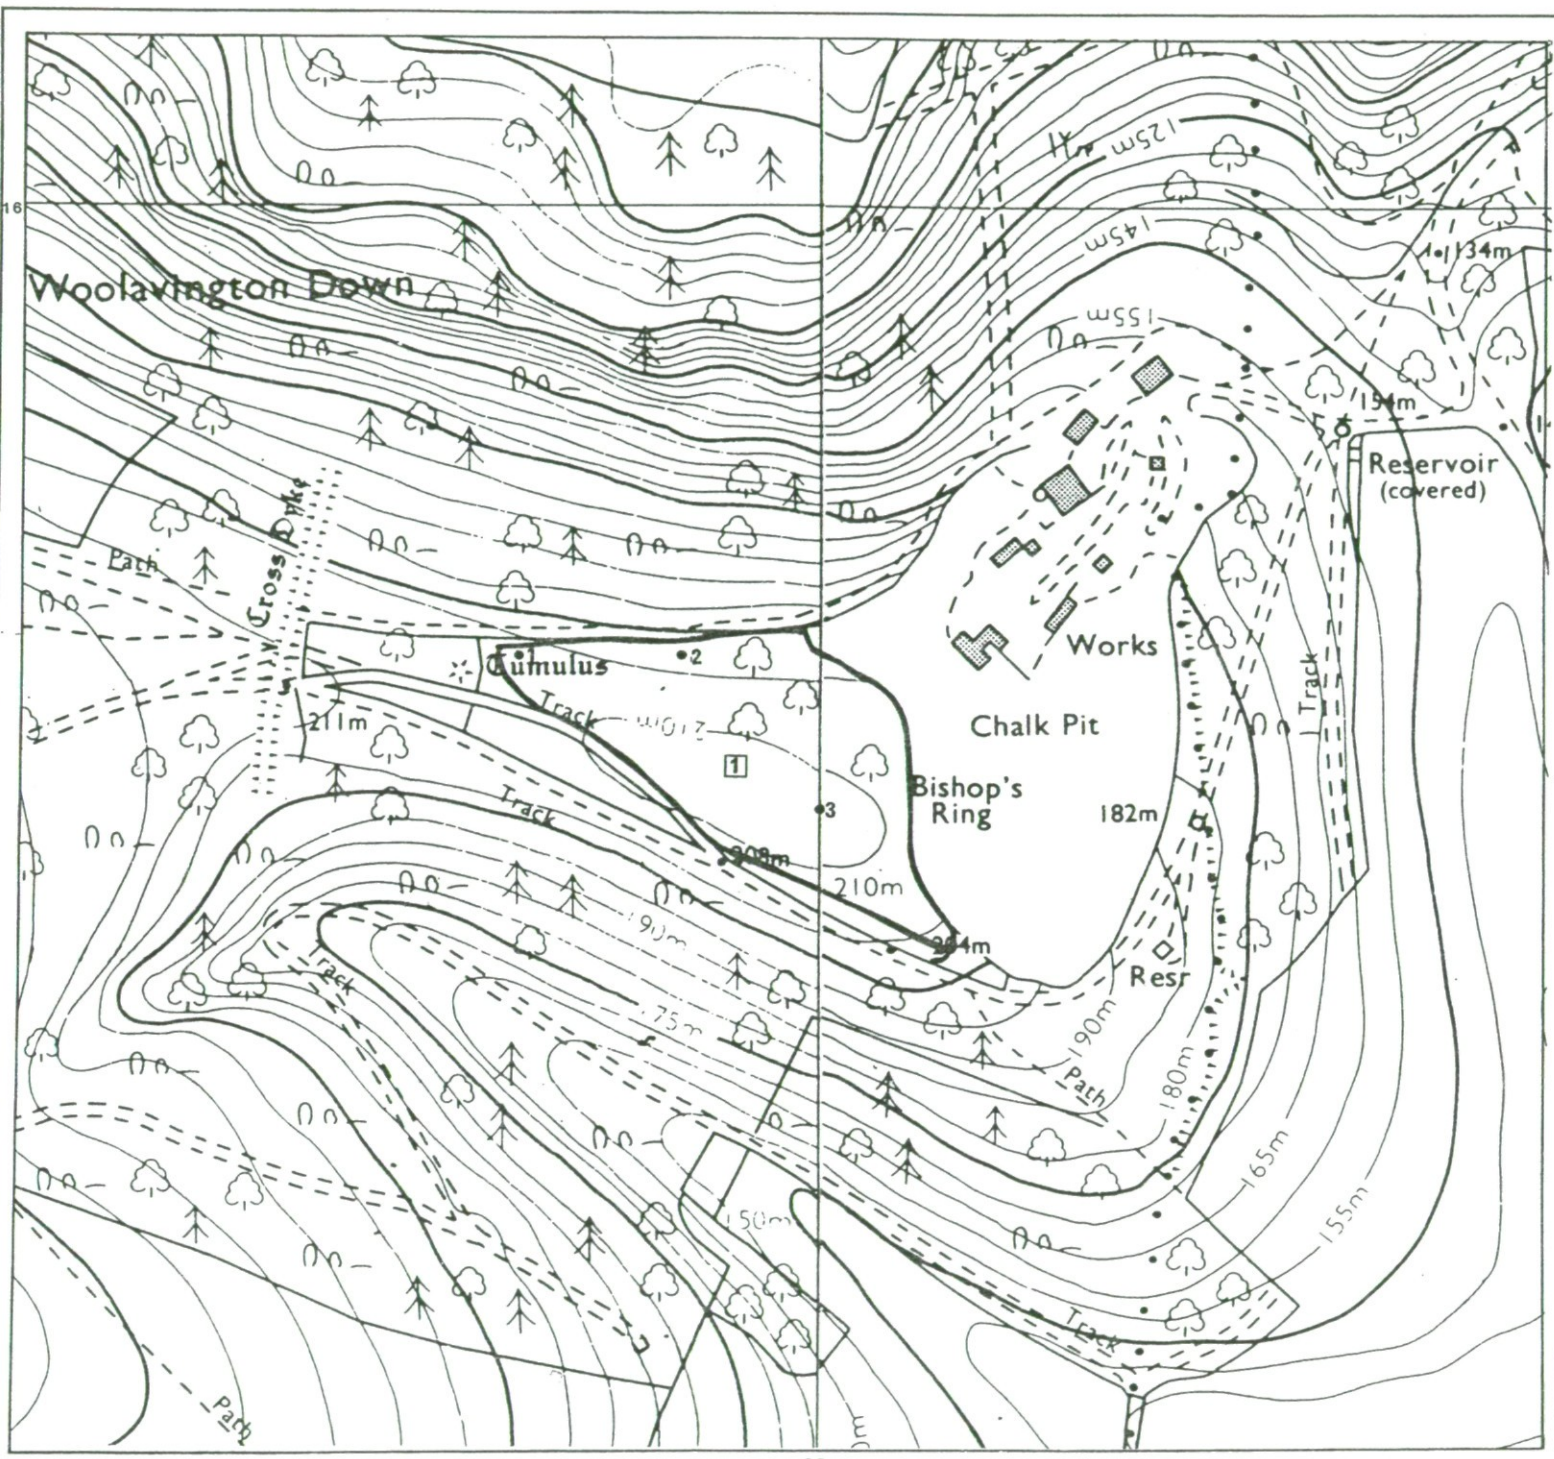 125m
16
145m
134m
Woolavington Down
155m
154m
Reservoir
(covered)
Cross Dyke
Path
Works
Tumulus
2
Track
Track
211m
210m
Chalk Pit
1
Bishop's
Ring
182m
Track
3
208m
210m
190m
204m
Resr
Track
175m
190m
Path
180m
165m
150m
155m
Track
Path